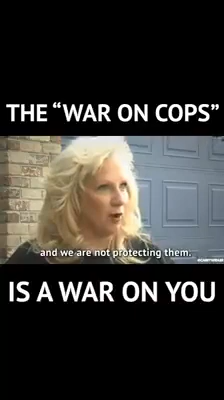 THE “WAR ON COPS”
and we are not protecting them.
IS A WAR ON YOU